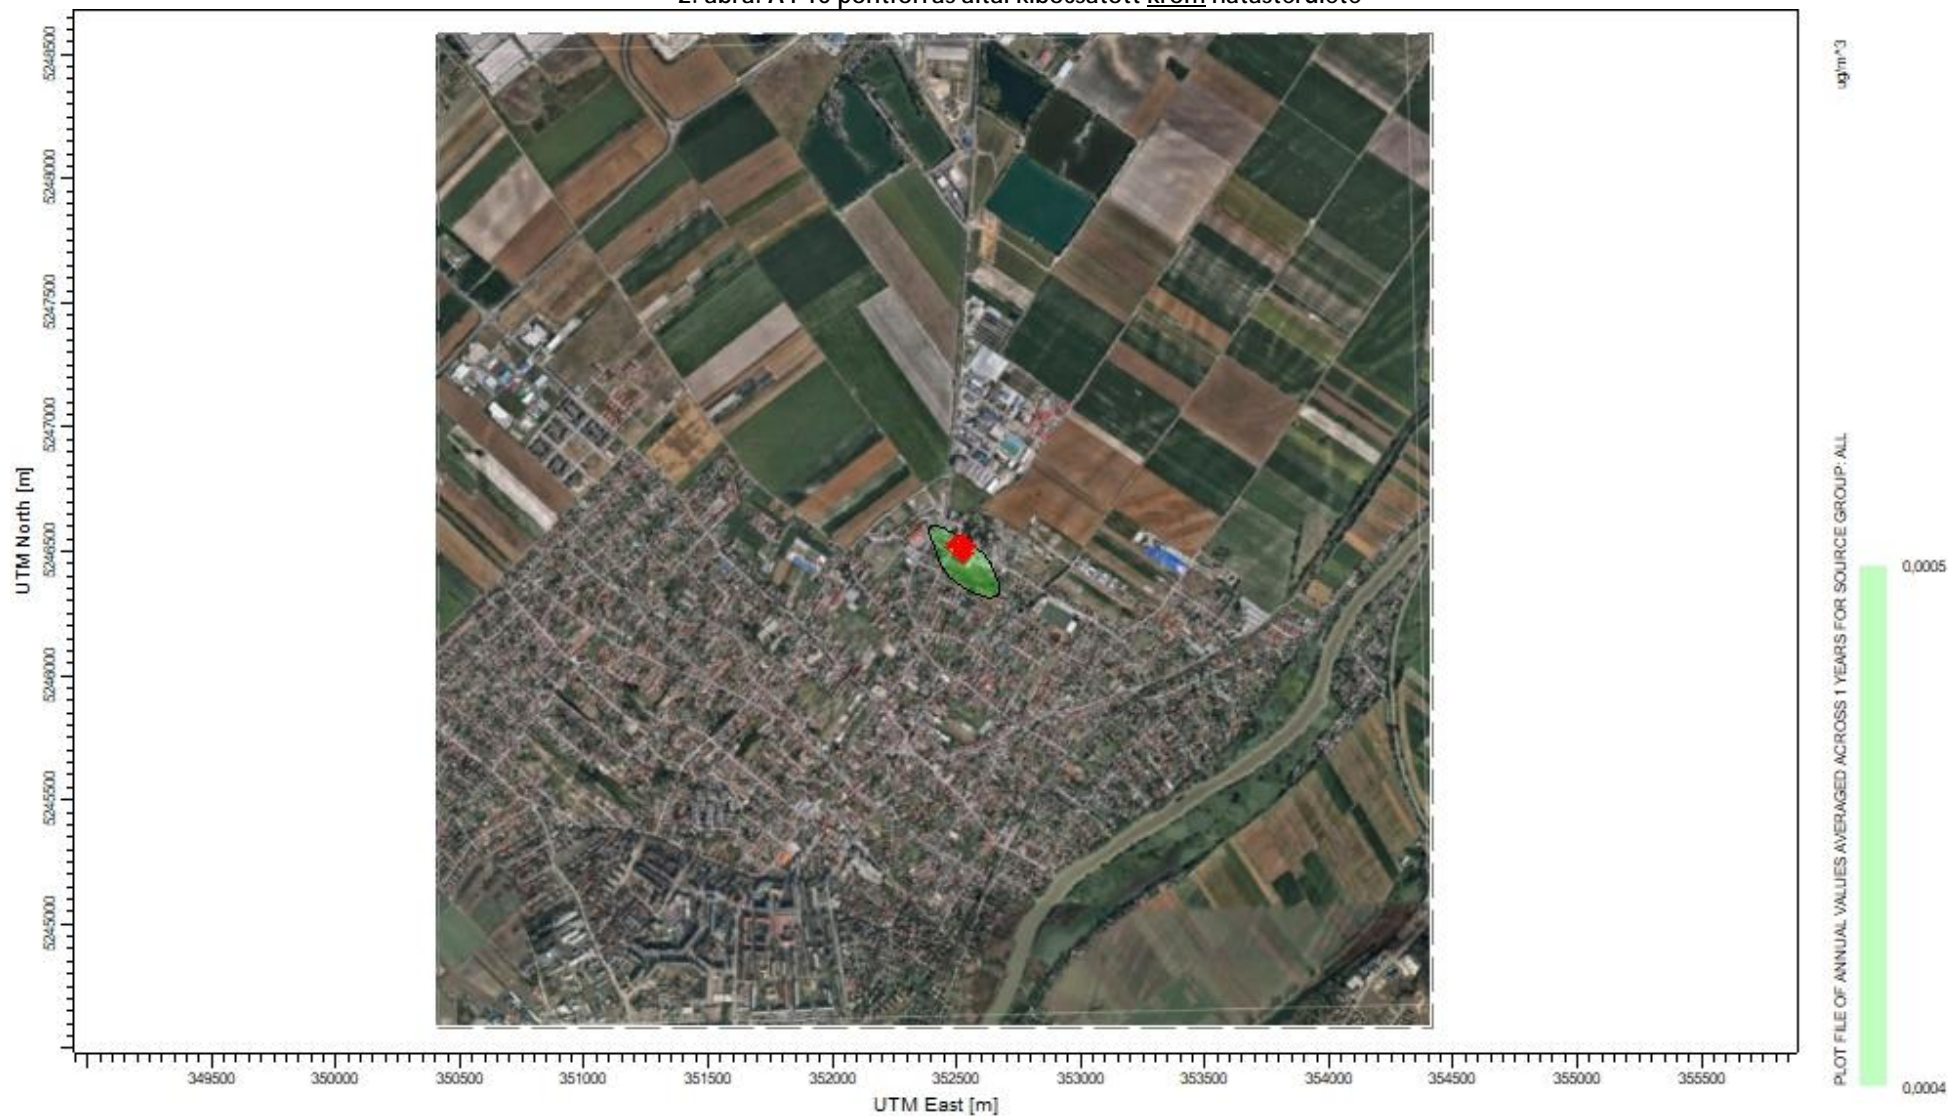 2. ábra: A P16 pontforrás által kibocsátott króm hatásterülete
ug/m^3
5248500
5248000
5247500
5247000
5246500
5246000
5245500
5245000
UTM North [m]
349500 350000 350500 351000 351500 352000 352500 353000 353500 354000 354500 355000 355500
UTM East [m]
PLOT FILE OF ANNUAL VALUES AVERAGED ACROSS 1 YEARS FOR SOURCE GROUP: ALL
0,0005
0,0004